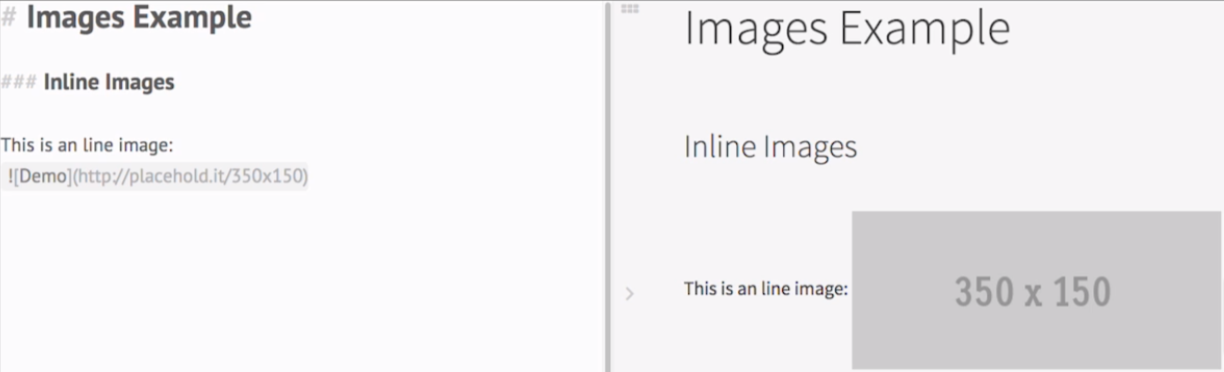 # Images Example
### Inline Images
This is an line image:
![Demo](http://placehold.it/350x150)
Images Example
Inline Images
This is an line image:
350 x 150